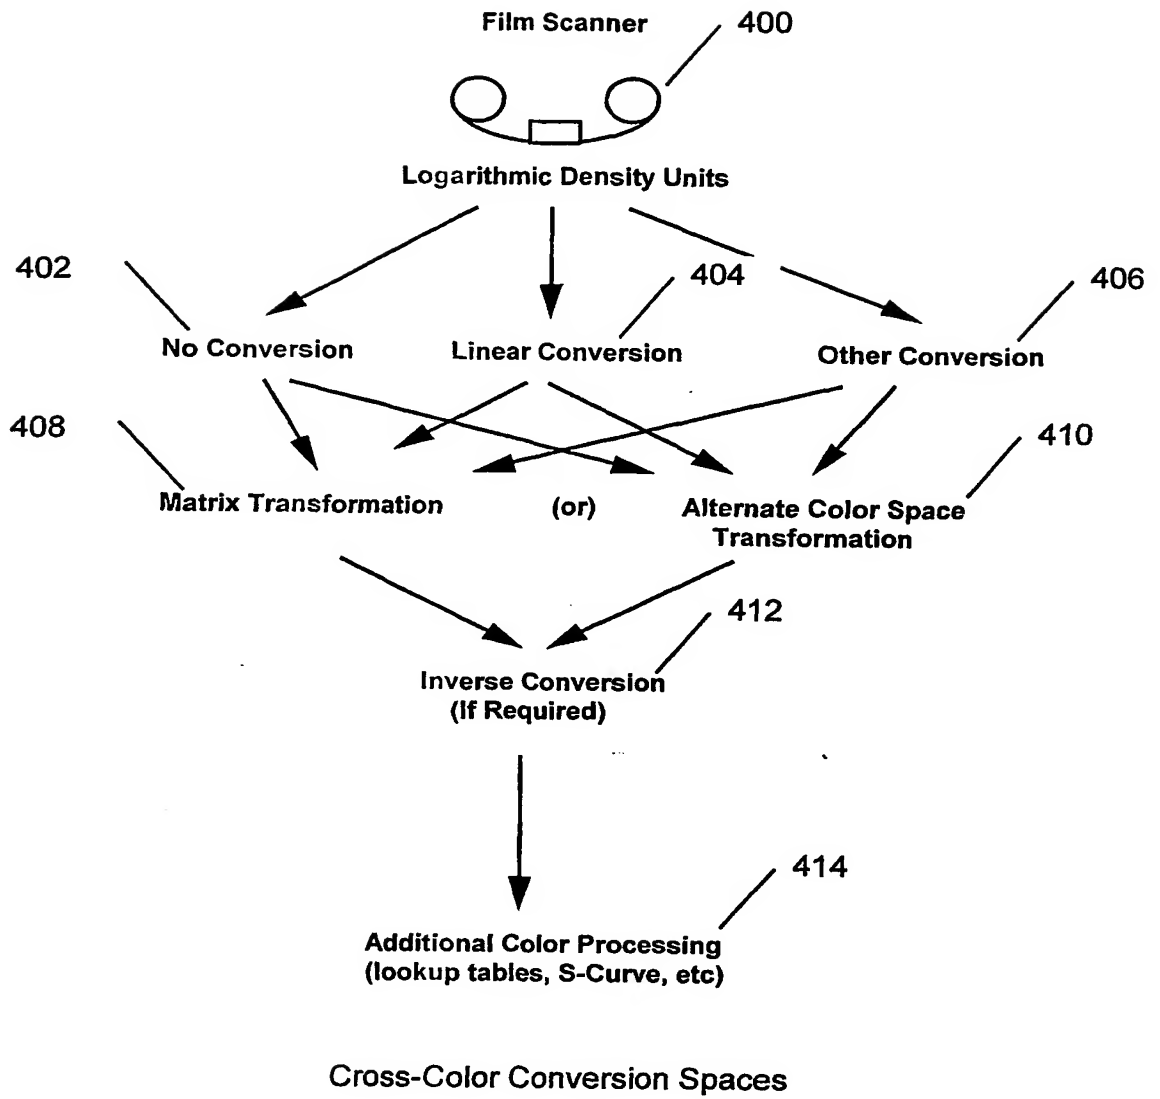 Film Scanner
400
Logarithmic Density Units
402
404
406
No Conversion
Linear Conversion
Other Conversion
408
410
Matrix Transformation
(or)
Alternate Color Space
Transformation
412
Inverse Conversion
(If Required)
414
Additional Color Processing
(lookup tables, S-Curve, etc)
Cross-Color Conversion Spaces